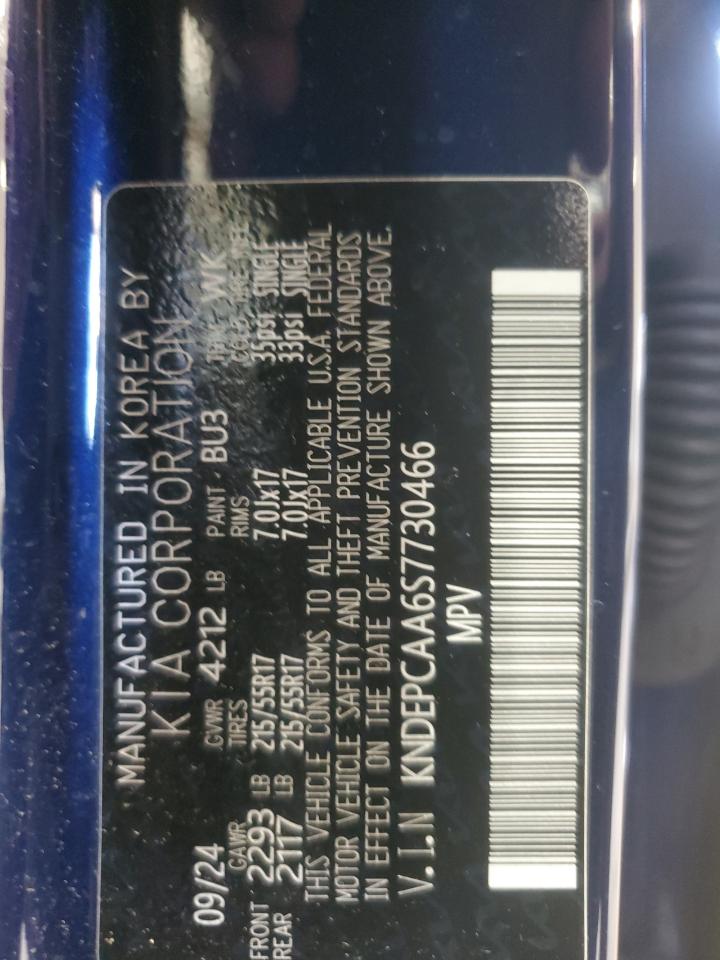 MANUFACTURED IN KOREA BY
KIA CORPORATION
09/24 GVWR 4212 LB PAINT BU3 TRIM WK
GAWR TIRES RIMS COLD
FRONT 2293 LB 215/55R17 7.0Jx17 35psi SINGLE
REAR 2117 LB 215/55R17 7.0Jx17 33psi SINGLE
THIS VEHICLE CONFORMS TO ALL APPLICABLE U.S.A. FEDERAL
MOTOR VEHICLE SAFETY AND THEFT PREVENTION STANDARDS
IN EFFECT ON THE DATE OF MANUFACTURE SHOWN ABOVE.
V.I.N KNDEPCAA6S7730466
MPV